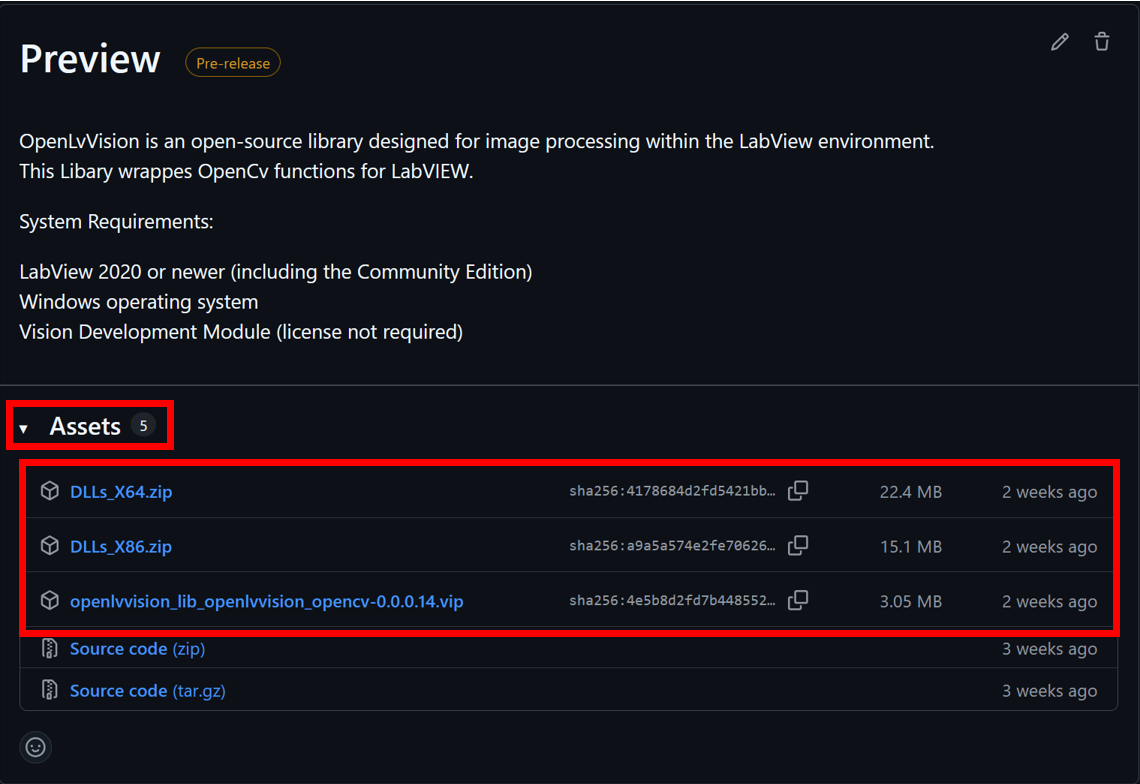 Preview Pre-release
OpenLvVision is an open-source library designed for image processing within the LabView environment.
This Libary wrappes OpenCv functions for LabVIEW.
System Requirements:
LabView 2020 or newer (including the Community Edition)
Windows operating system
Vision Development Module (license not required)
Assets 5
DLLs_X64.zip sha256:4178684d2fd5421bb… 22.4 MB 2 weeks ago
DLLs_X86.zip sha256:a9a5a574e2fe70626… 15.1 MB 2 weeks ago
openlvvision_lib_openlvvision_opencv-0.0.0.14.vip sha256:4e5b8d2fd7b448552… 3.05 MB 2 weeks ago
Source code (zip) 3 weeks ago
Source code (tar.gz) 3 weeks ago